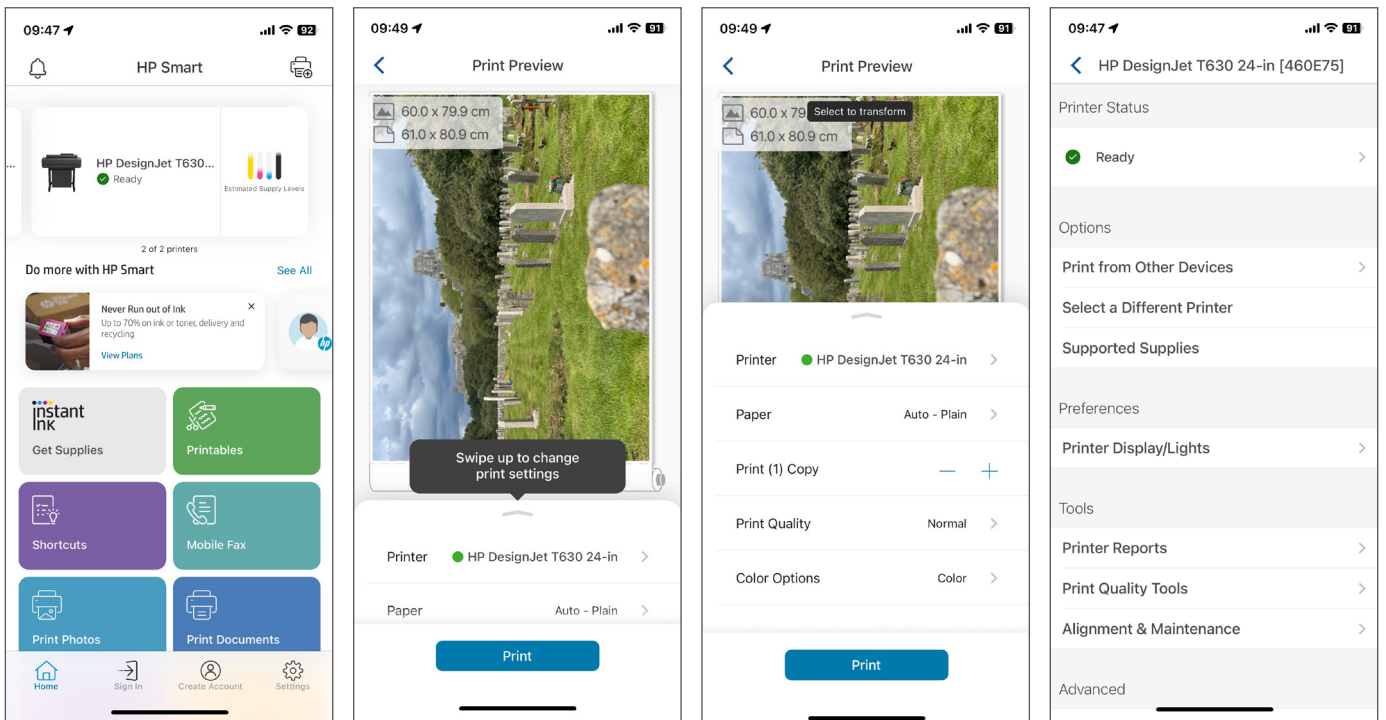 09:47
92
HP Smart
...
HP DesignJet T630...
Ready
Estimated Supply Levels
2 of 2 printers
Do more with HP Smart
See All
Never Run out of Ink
Up to 70% on ink or toner, delivery and
recycling
View Plans
hp
instant
ink
Get Supplies
Printables
Shortcuts
Mobile Fax
Print Photos
Print Documents
Home
Sign In
Create Account
Settings
09:49
91
Print Preview
60.0 x 79.9 cm
61.0 x 80.9 cm
Swipe up to change
print settings
Printer
HP DesignJet T630 24-in
Paper
Auto - Plain
Print
09:49
91
Print Preview
60.0 x 79
Select to transform
61.0 x 80.9 cm
Printer
HP DesignJet T630 24-in
Paper
Auto - Plain
Print (1) Copy
Print Quality
Normal
Color Options
Color
Print
09:47
91
HP DesignJet T630 24-in [460E75]
Printer Status
Ready
Options
Print from Other Devices
Select a Different Printer
Supported Supplies
Preferences
Printer Display/Lights
Tools
Printer Reports
Print Quality Tools
Alignment & Maintenance
Advanced